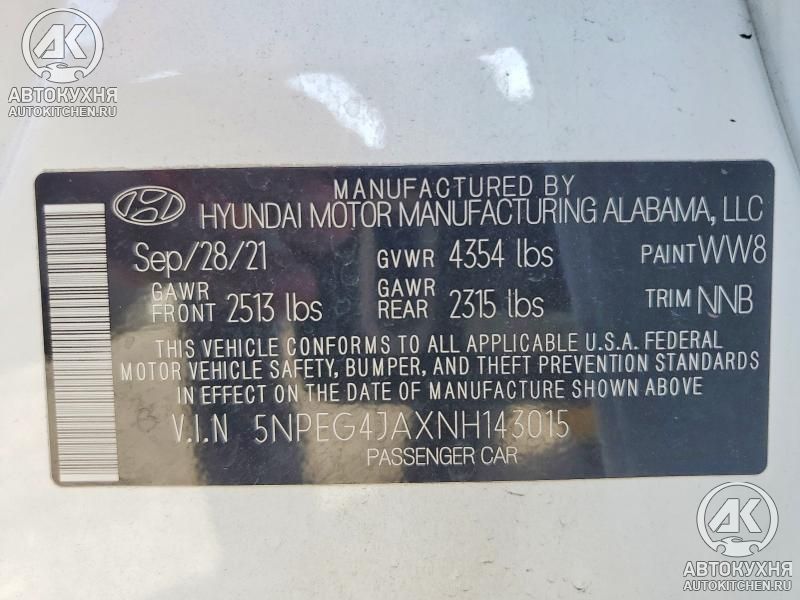 АК
АВТОКУХНЯ
AUTOKITCHEN.RU
MANUFACTURED BY
HYUNDAI MOTOR MANUFACTURING ALABAMA, LLC
Sep/28/21 GVWR 4354 lbs PAINT WW8
GAWR FRONT 2513 lbs GAWR REAR 2315 lbs TRIM NNB
THIS VEHICLE CONFORMS TO ALL APPLICABLE U.S.A. FEDERAL
MOTOR VEHICLE SAFETY, BUMPER, AND THEFT PREVENTION STANDARDS
IN EFFECT ON THE DATE OF MANUFACTURE SHOWN ABOVE
V.I.N 5NPEG4JAXNH143015
PASSENGER CAR
АК
АВТОКУХНЯ
AUTOKITCHEN.RU